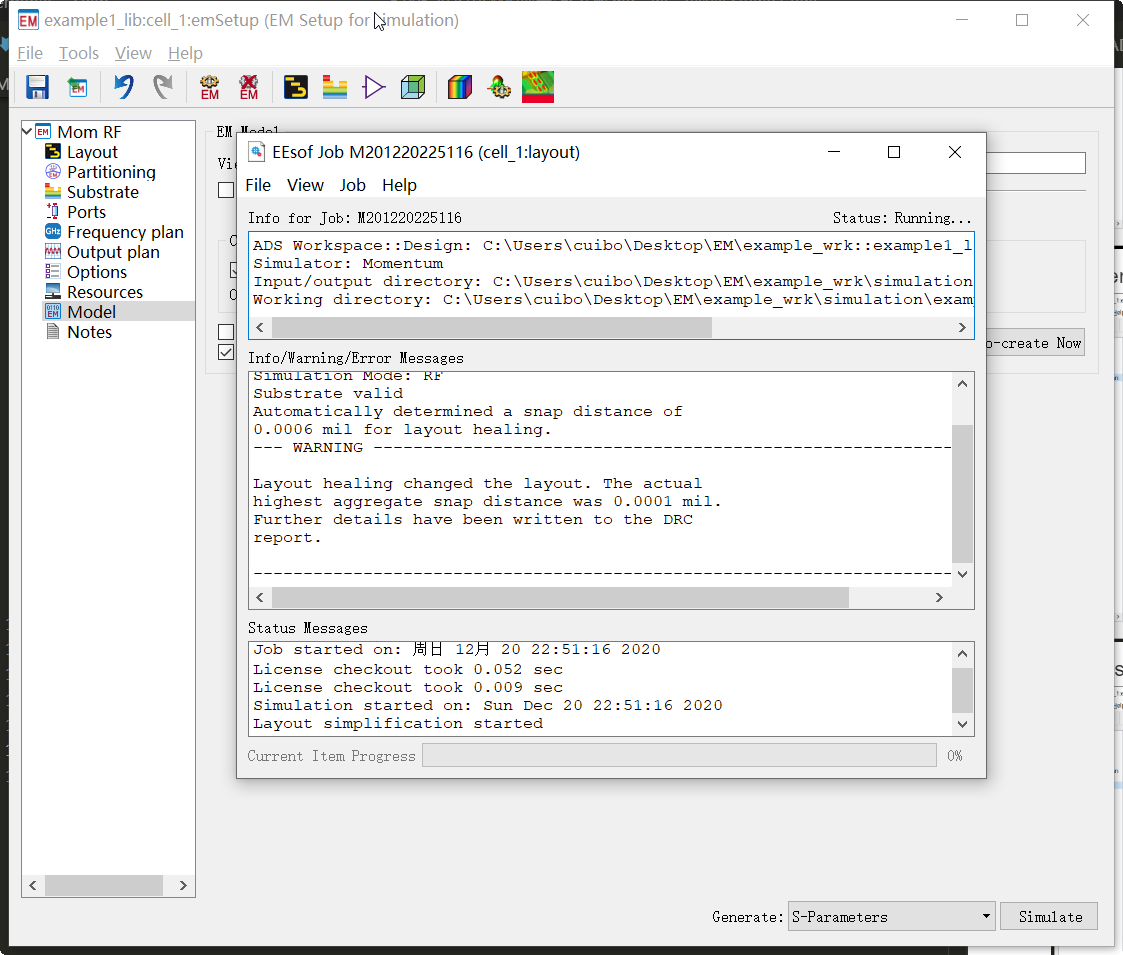 example1_lib:cell_1:emSetup (EM Setup for simulation)
File Tools View Help
EM EM EM
Mom RF
Layout
Partitioning
Substrate
Ports
Frequency plan
Output plan
Options
Resources
Model
Notes
EM Model
EEsof Job M201220225116 (cell_1:layout)
File View Job Help
Info for Job: M201220225116 Status: Running...
ADS Workspace::Design: C:\Users\cuibo\Desktop\EM\example_wrk::example1_l
Simulator: Momentum
Input/output directory: C:\Users\cuibo\Desktop\EM\example_wrk\simulation
Working directory: C:\Users\cuibo\Desktop\EM\example_wrk\simulation\exam
o-create Now
Info/Warning/Error Messages
Simulation Mode: RF
Substrate valid
Automatically determined a snap distance of
0.0006 mil for layout healing.
--- WARNING ----------------------------------------------------------
Layout healing changed the layout. The actual
highest aggregate snap distance was 0.0001 mil.
Further details have been written to the DRC
report.
----------------------------------------------------------------------
Status Messages
Job started on: 周日 12月 20 22:51:16 2020
License checkout took 0.052 sec
License checkout took 0.009 sec
Simulation started on: Sun Dec 20 22:51:16 2020
Layout simplification started
Current Item Progress 0%
Generate: S-Parameters Simulate